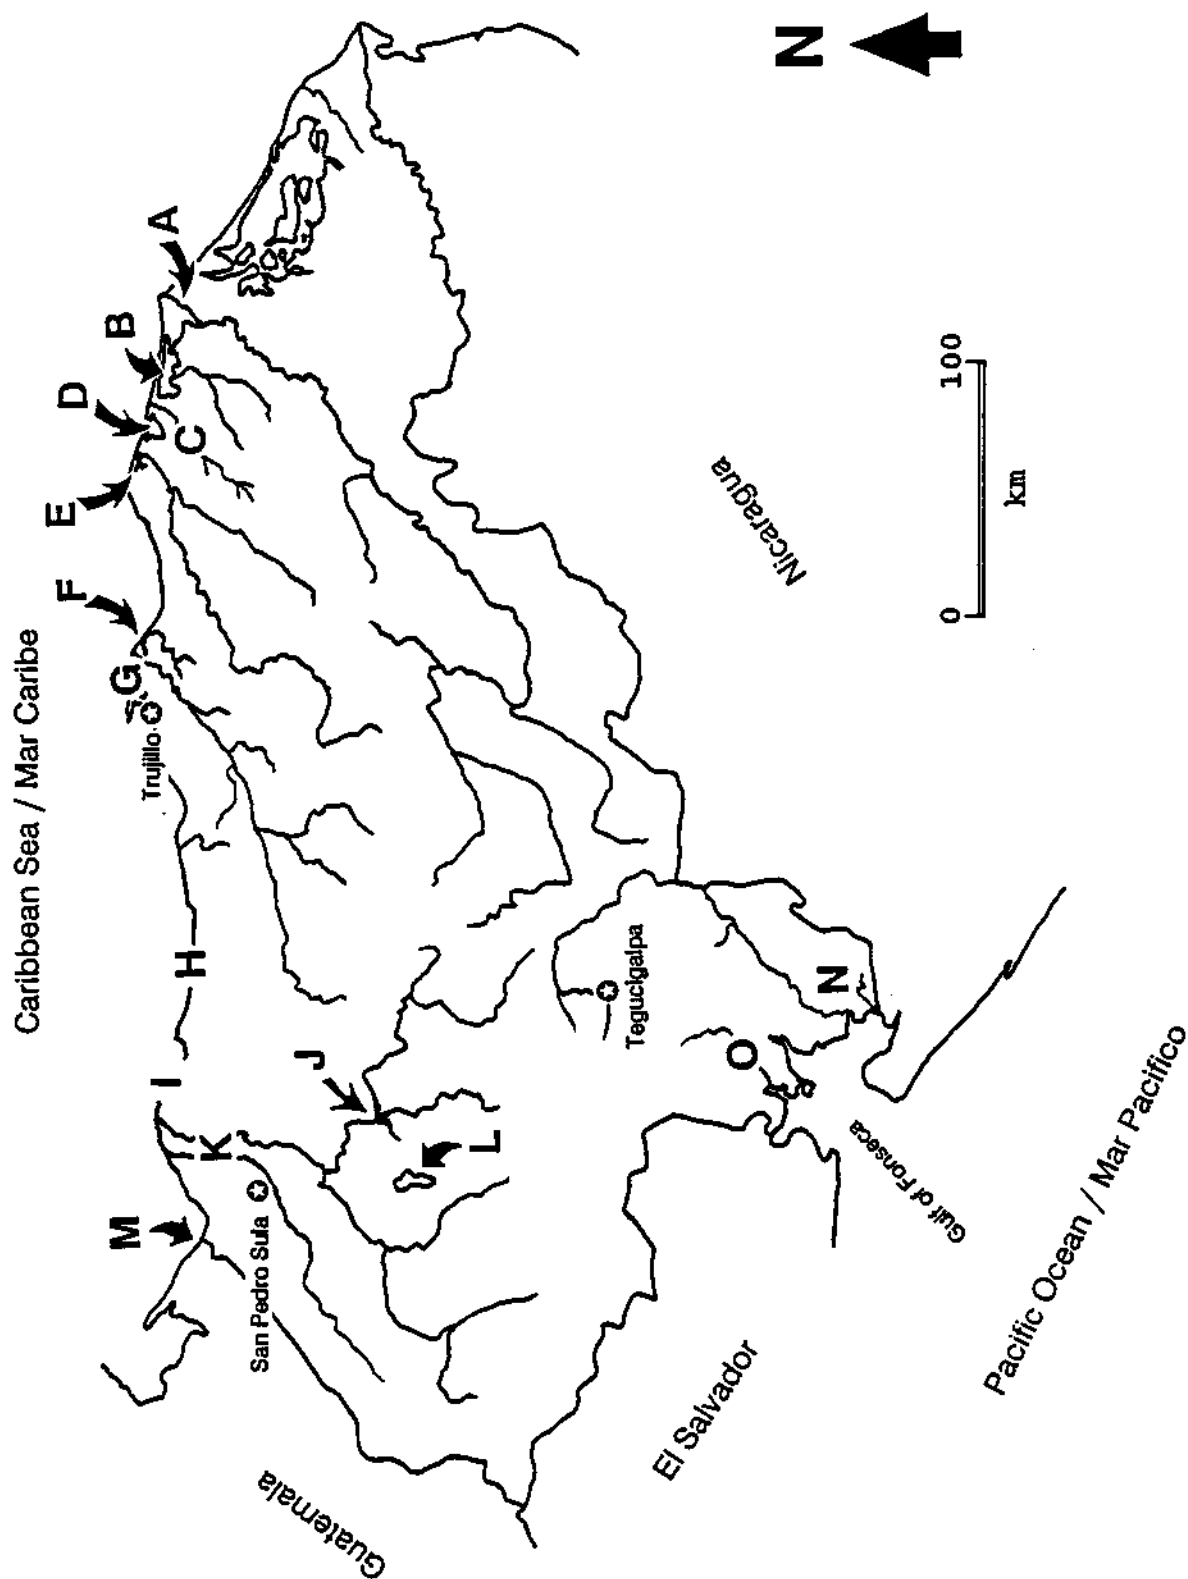 Caribbean Sea / Mar Caribe
M
I
H
G
F
E
D
B
A
K
C
San Pedro Sula
Trujillo
J
L
Guatemala
Tegucigalpa
El Salvador
O
N
Nicaragua
Gulf of Fonseca
Pacific Ocean / Mar Pacifico
0 100
km
N